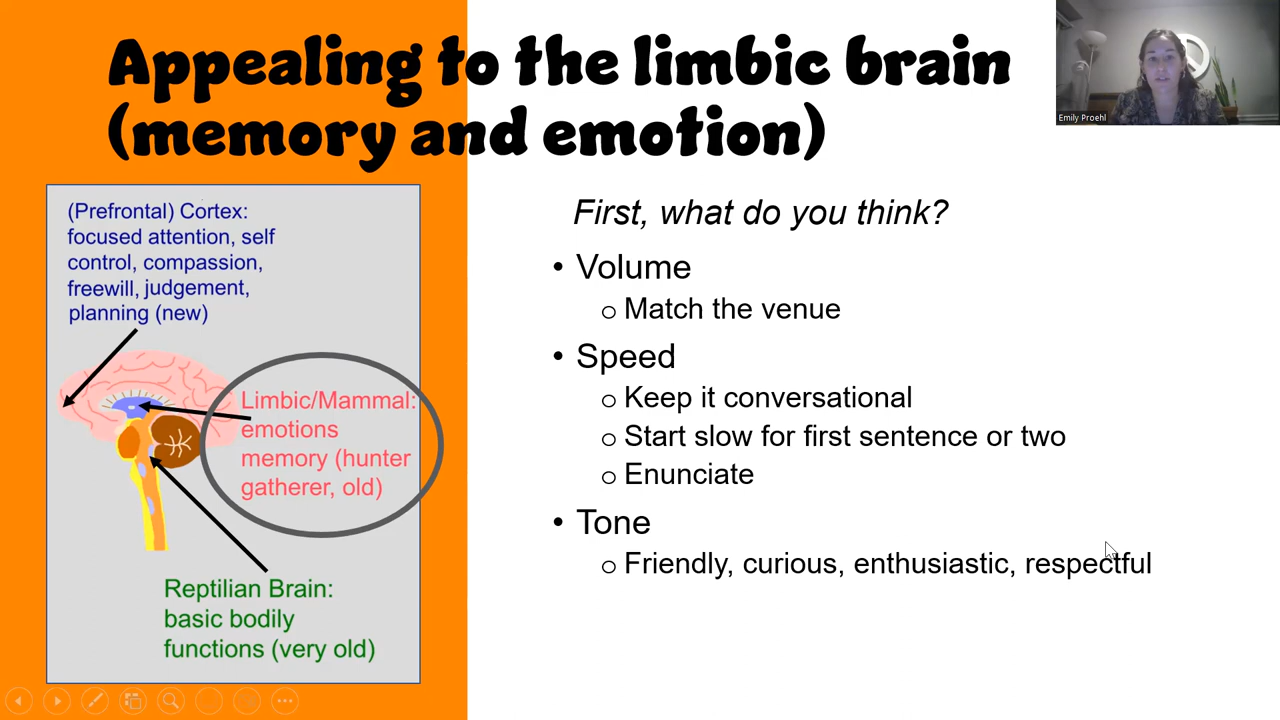 Appealing to the limbic brain
(memory and emotion)
Emily Proehl
(Prefrontal) Cortex:
focused attention, self
control, compassion,
freewill, judgement,
planning (new)
Limbic/Mammal:
emotions
memory (hunter
gatherer, old)
Reptilian Brain:
basic bodily
functions (very old)
First, what do you think?
• Volume
o Match the venue
• Speed
o Keep it conversational
o Start slow for first sentence or two
o Enunciate
• Tone
o Friendly, curious, enthusiastic, respectful